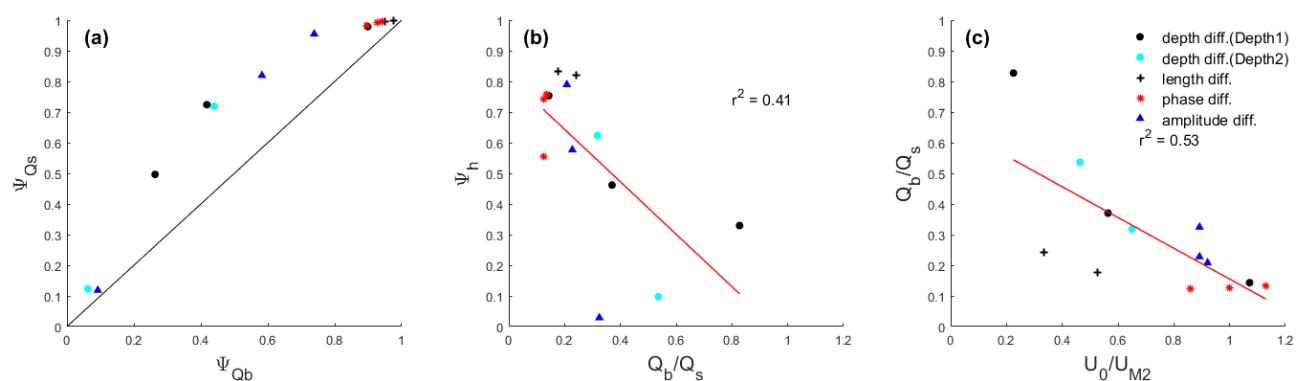 (a)
1
0.9
0.8
0.7
0.6
0.5
0.4
0.3
0.2
0.1
0
Ψ_Qs
0 0.2 0.4 0.6 0.8 1
Ψ_Qb
(b)
r² = 0.41
1
0.9
0.8
0.7
0.6
0.5
0.4
0.3
0.2
0.1
0
Ψ_h
0 0.2 0.4 0.6 0.8 1 1.2
Q_b/Q_s
(c)
depth diff.(Depth1)
depth diff.(Depth2)
length diff.
phase diff.
amplitude diff.
r² = 0.53
1
0.9
0.8
0.7
0.6
0.5
0.4
0.3
0.2
0.1
0
Q_b/Q_s
0 0.2 0.4 0.6 0.8 1 1.2
U_0/U_M2